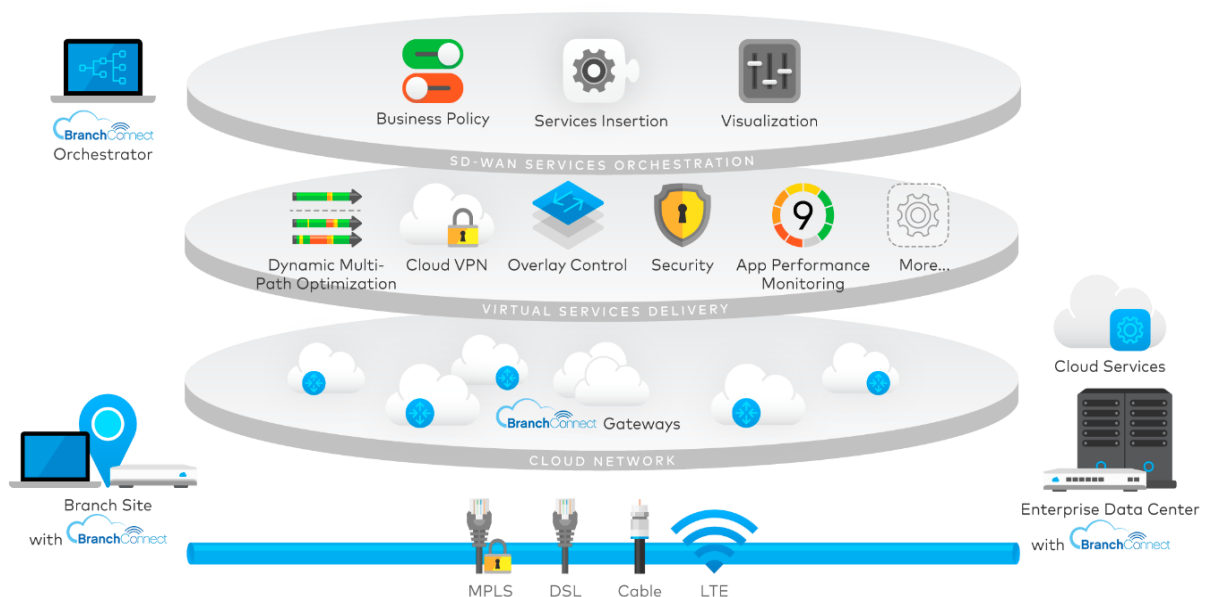 Business Policy
Services Insertion
Visualization
BranchConnect
Orchestrator
SD-WAN SERVICES ORCHESTRATION
9
Dynamic Multi-
Path Optimization
Cloud VPN
Overlay Control
Security
App Performance
Monitoring
More...
VIRTUAL SERVICES DELIVERY
Cloud Services
BranchConnect Gateways
CLOUD NETWORK
Branch Site
with BranchConnect
Enterprise Data Center
with BranchConnect
MPLS
DSL
Cable
LTE